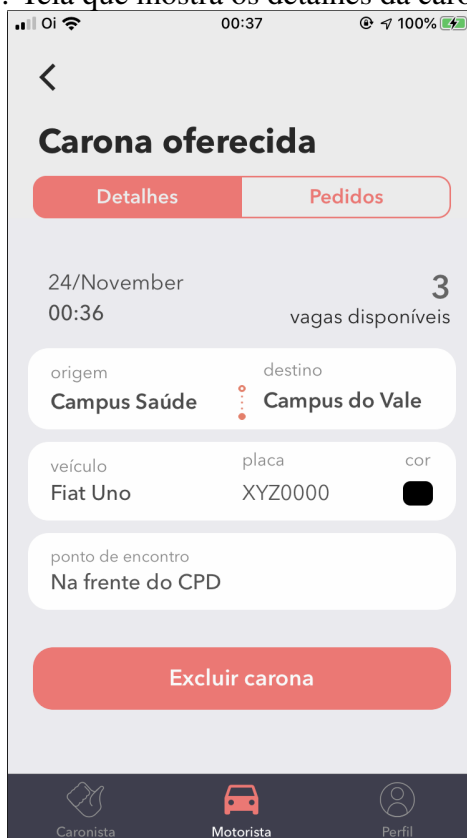 . Tela que mostra os detalhes da caro
Oi 00:37 100%
Carona oferecida
Detalhes Pedidos
24/November 3
00:36 vagas disponíveis
origem destino
Campus Saúde Campus do Vale
veículo placa cor
Fiat Uno XYZ0000
ponto de encontro
Na frente do CPD
Excluir carona
Caronista Motorista Perfil